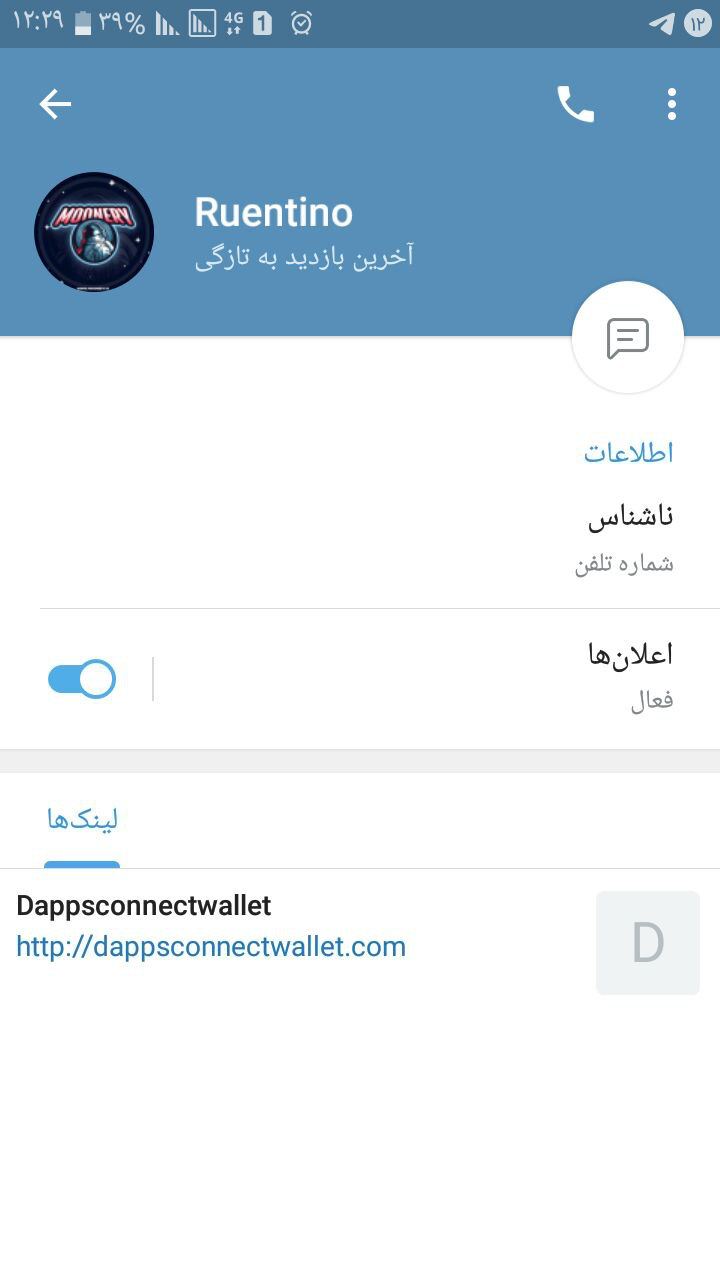 ۱۲:۲۹ ۳۹% 4G 1 ۱۲
MOONERY
Ruentino
آخرین بازدید به تازگی
اطلاعات
ناشناس
شماره تلفن
اعلان‌ها
فعال
لینک‌ها
Dappsconnectwallet
http://dappsconnectwallet.com
D